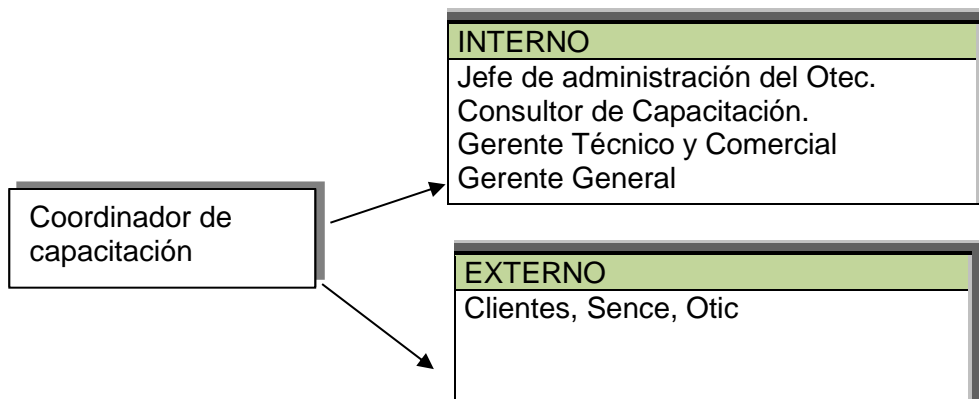 INTERNO
Jefe de administración del Otec.
Consultor de Capacitación.
Gerente Técnico y Comercial
Gerente General
Coordinador de
capacitación
EXTERNO
Clientes, Sence, Otic